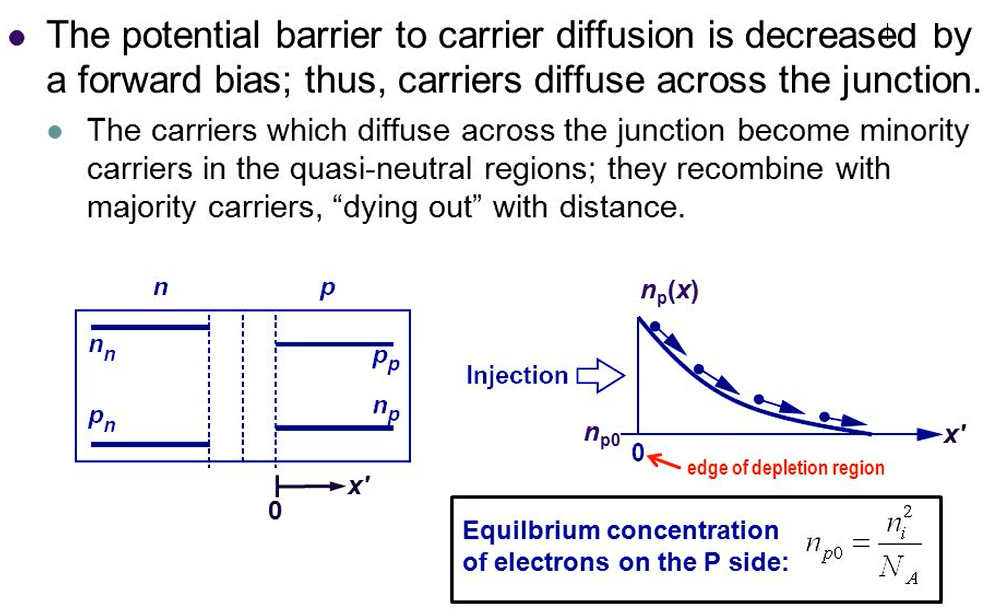 • The potential barrier to carrier diffusion is decreased by
a forward bias; thus, carriers diffuse across the junction.
• The carriers which diffuse across the junction become minority
carriers in the quasi-neutral regions; they recombine with
majority carriers, “dying out” with distance.
n p
nₙ
pₚ
pₙ
nₚ
x'
0
nₚ(x)
Injection
nₚ₀
0
x'
edge of depletion region
Equilbrium concentration
of electrons on the P side: nₚ₀ = nᵢ² / N_A